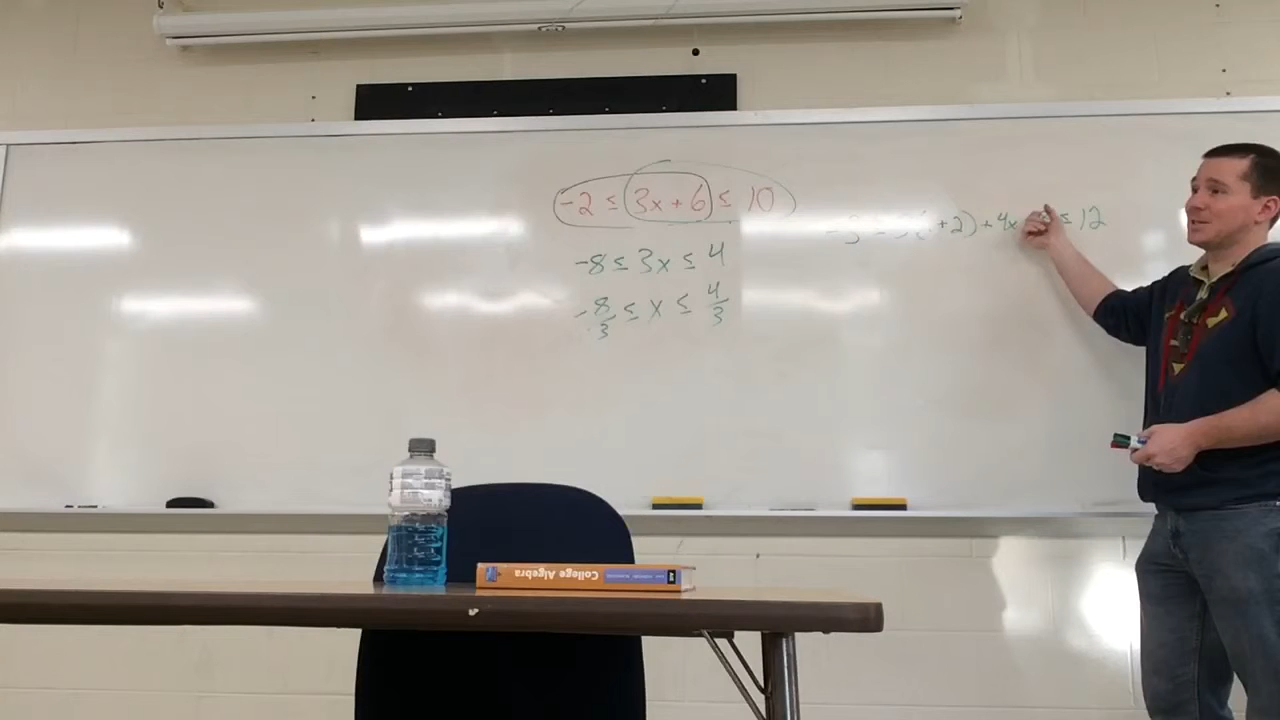 -2 ≤ 3x + 6 ≤ 10
-8 ≤ 3x ≤ 4
-8/3 ≤ x ≤ 4/3
+2) + 4x ≤ 12
College Algebra